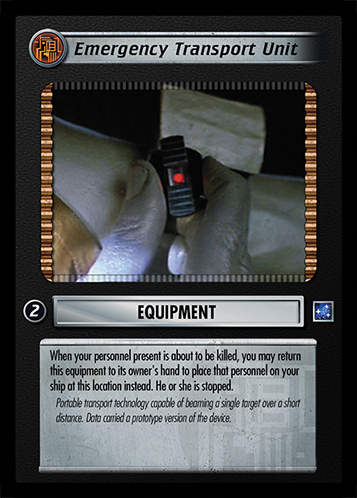 Emergency Transport Unit
2
EQUIPMENT
When your personnel present is about to be killed, you may return
this equipment to its owner's hand to place that personnel on your
ship at this location instead. He or she is stopped.
Portable transport technology capable of beaming a single target over a short
distance. Data carried a prototype version of the device.